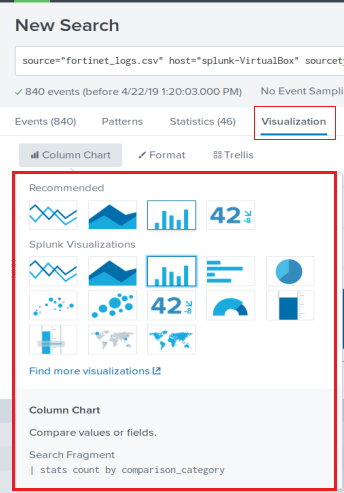 New Search
source="fortinet_logs.csv" host="splunk-VirtualBox"
✓ 840 events (before 4/22/19 1:20:03.000 PM) No Event
Events (840) Patterns Statistics (46) Visualization
Column Chart Format Trellis
Recommended
42 -8
Splunk Visualizations
42 -8
Find more visualizations
Column Chart
Compare values or fields.
Search Fragment
| stats count by comparison_category